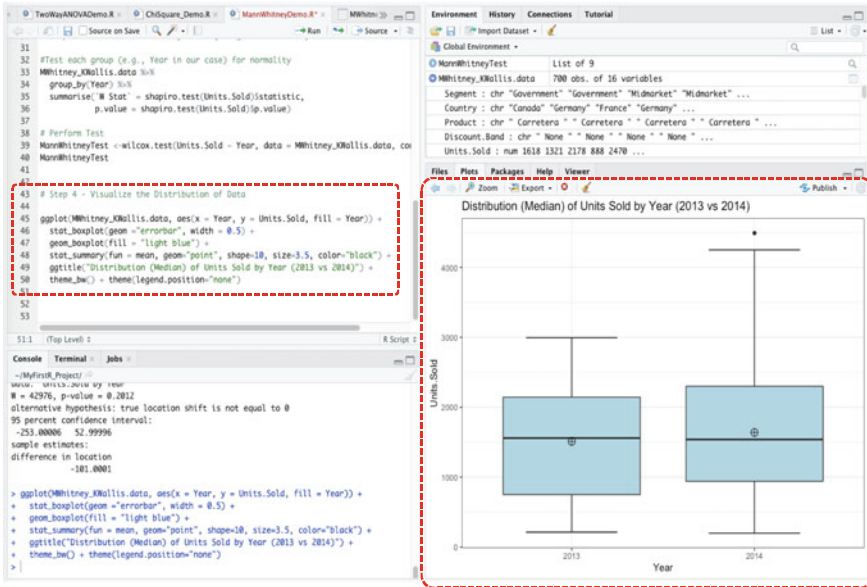 TwoWayANOVADemo.R × ChiSquare_Demo.R × MannWhitneyDemo.R* × MWhitn
Source on Save Run Source
31
32 #Test each group (e.g., Year in our case) for normality
33 MWhitney_KWallis.data %>%
34 group_by(Year) %>%
35 summarise(`W Stat` = shapiro.test(Units.Sold)$statistic,
36 p.value = shapiro.test(Units.Sold)$p.value)
37
38 # Perform Test
39 MannWhitneyTest <-wilcox.test(Units.Sold ~ Year, data = MWhitney_KWallis.data, co
40 MannWhitneyTest
41
42
43 # Step 4 - Visualize the Distribution of Data
44
45 ggplot(MWhitney_KWallis.data, aes(x = Year, y = Units.Sold, fill = Year)) +
46 stat_boxplot(geom ="errorbar", width = 0.5) +
47 geom_boxplot(fill = "light blue") +
48 stat_summary(fun = mean, geom="point", shape=10, size=3.5, color="black") +
49 ggtitle("Distribution (Median) of Units Sold by Year (2013 vs 2014)") +
50 theme_bw() + theme(legend.position="none")
51
52
53
51:1 (Top Level) R Script
Console Terminal × Jobs ×
~/MyFirstR_Project/
data: Units.Sold by Year
W = 42976, p-value = 0.2012
alternative hypothesis: true location shift is not equal to 0
95 percent confidence interval:
-253.00006 52.99996
sample estimates:
difference in location
-101.0001
> ggplot(MWhitney_KWallis.data, aes(x = Year, y = Units.Sold, fill = Year)) +
+ stat_boxplot(geom ="errorbar", width = 0.5) +
+ geom_boxplot(fill = "light blue") +
+ stat_summary(fun = mean, geom="point", shape=10, size=3.5, color="black") +
+ ggtitle("Distribution (Median) of Units Sold by Year (2013 vs 2014)") +
+ theme_bw() + theme(legend.position="none")
>
Environment History Connections Tutorial
Import Dataset List
Global Environment
MannWhitneyTest List of 9
MWhitney_KWallis.data 700 obs. of 16 variables
Segment : chr "Government" "Government" "Midmarket" "Midmarket" ...
Country : chr "Canada" "Germany" "France" "Germany" ...
Product : chr " Carretera " " Carretera " " Carretera " " Carretera " ...
Discount.Band : chr " None " " None " " None " " None " ...
Units.Sold : num 1618 1321 2178 888 2470 ...
Files Plots Packages Help Viewer
Zoom Export Publish
Distribution (Median) of Units Sold by Year (2013 vs 2014)
4000
3000
2000
1000
0
Units.Sold
2013 2014
Year